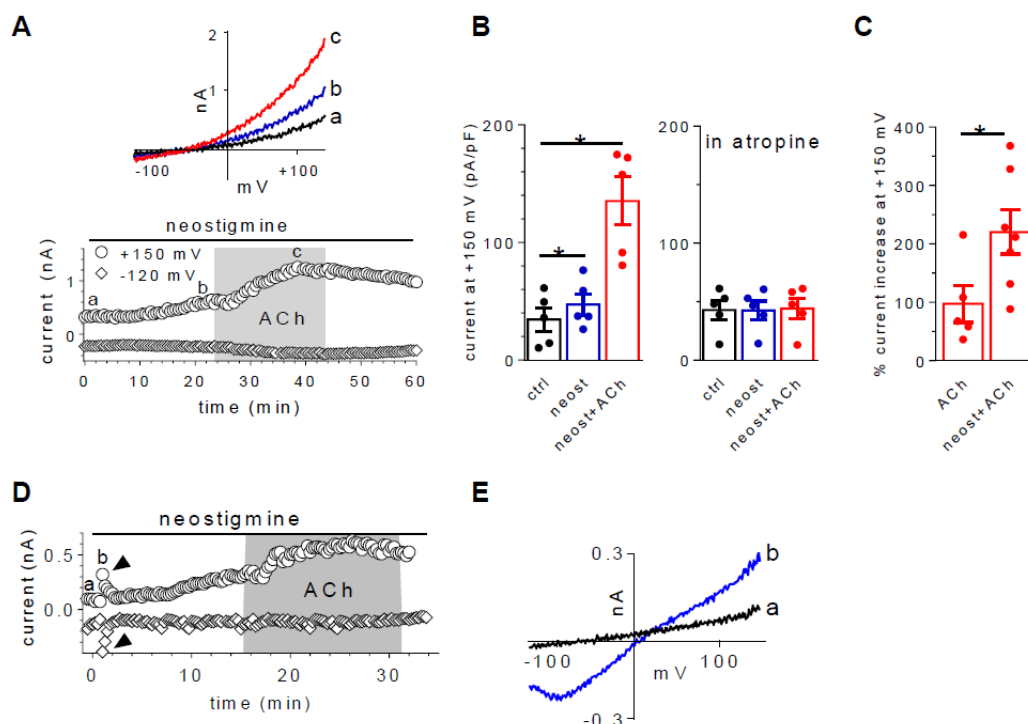 A
2
c
nA
1
b
a
-100
+100
mV
neostigmine
+150 mV
-120 mV
current (nA)
1
0
a
b
c
ACh
0 10 20 30 40 50 60
time (min)
B
current at +150 mV (pA/pF)
200
100
0
*
*
ctrl
neost
neost+ACh
in atropine
200
100
0
ctrl
neost
neost+ACh
C
% current increase at +150 mV
400
300
200
100
0
*
ACh
neost+ACh
D
neostigmine
current (nA)
0.5
0.0
a
b
ACh
0 10 20 30
time (min)
E
0.3
nA
b
a
-100
100
mV
-0.3